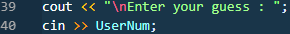 39 cout << "\nEnter your guess : ";
40 cin >> UserNum;